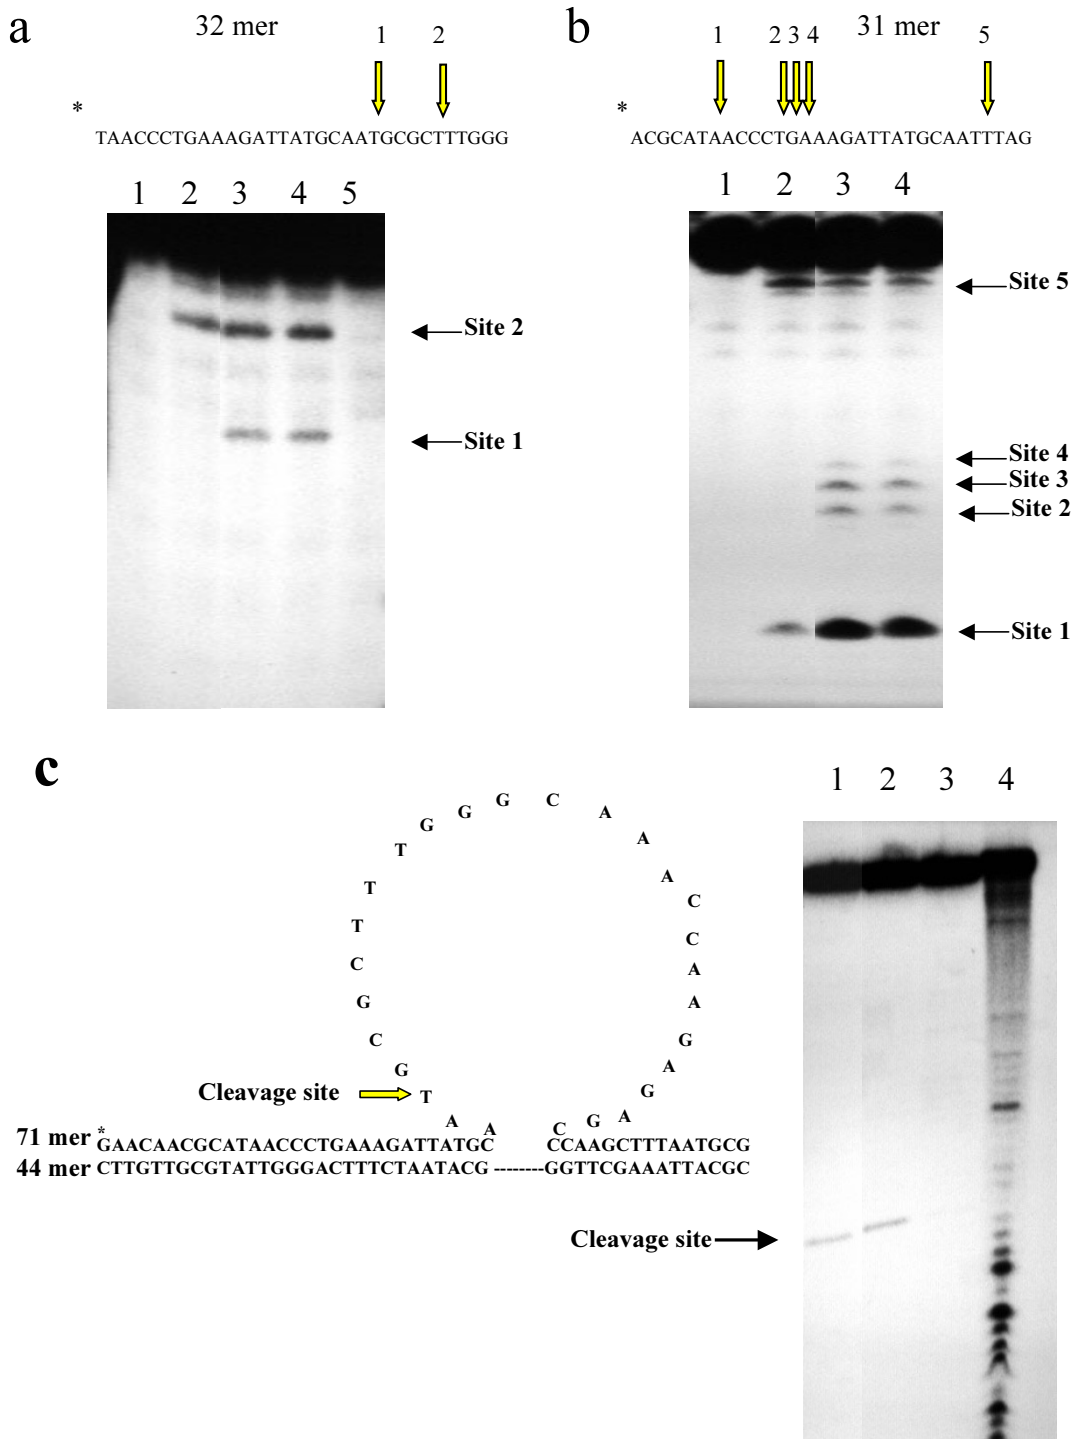 a
32 mer
1 2
*
TAACCCTGAAAGATTATGCAATGCGCTTTGGG
1 2 3 4 5
Site 2
Site 1
b
31 mer
1 2 3 4 5
*
ACGCATAACCCTGAAAGATTATGCAATTTAG
1 2 3 4
Site 5
Site 4
Site 3
Site 2
Site 1
c
G G G C A A A C C A A G A G A G C
T T T C G C G T A A
Cleavage site
71 mer * GAACAACGCATAACCCTGAAAGATTATGC CCAAGCTTTAATGCG
44 mer CTTGTTGCGTATTGGGACTTTCTAATACG --------GGTTCGAAATTACGC
1 2 3 4
Cleavage site